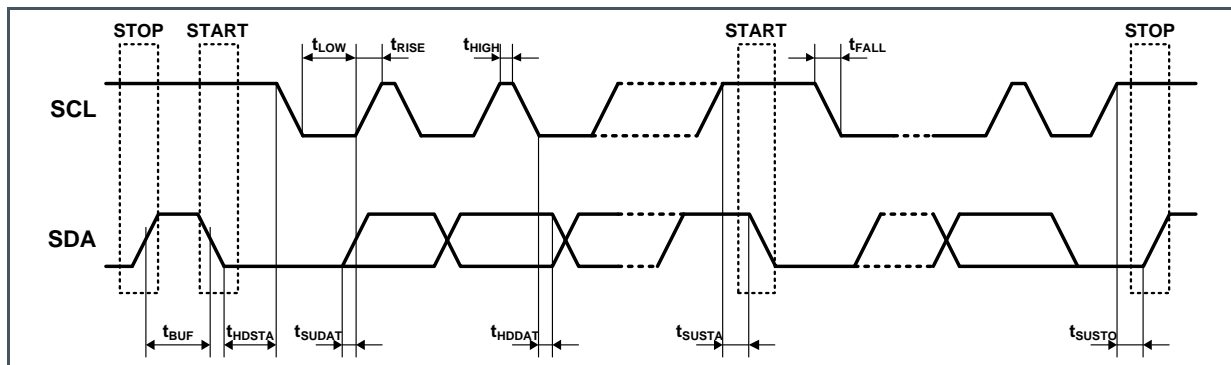 STOP START START STOP
tLOW tRISE tHIGH tFALL
SCL
SDA
tBUF tHDSTA tSUDAT tHDDAT tSUSTA tSUSTO